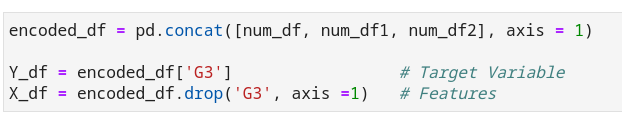 encoded_df = pd.concat([num_df, num_df1, num_df2], axis = 1)
Y_df = encoded_df['G3']                 # Target Variable
X_df = encoded_df.drop('G3', axis =1)   # Features